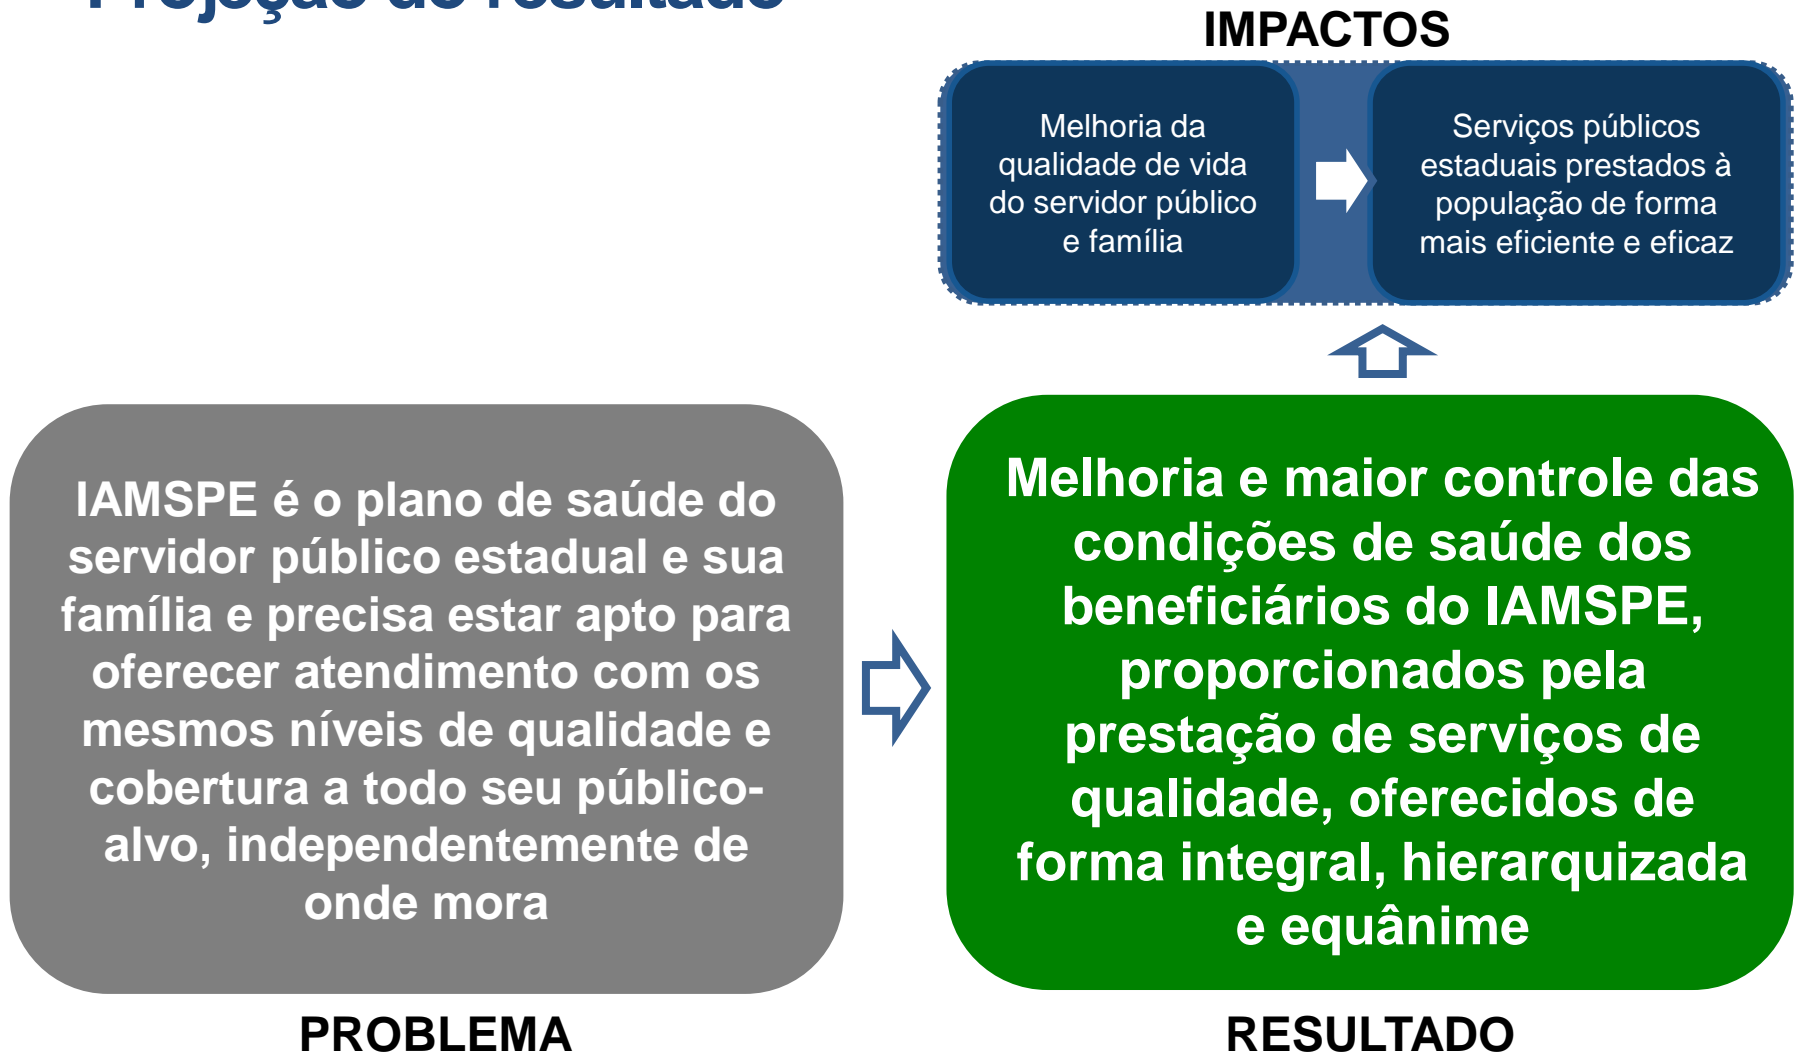 Projeção do resultado
IMPACTOS
Melhoria da
qualidade de vida
do servidor público
e família
Serviços públicos
estaduais prestados à
população de forma
mais eficiente e eficaz
IAMSPE é o plano de saúde do
servidor público estadual e sua
família e precisa estar apto para
oferecer atendimento com os
mesmos níveis de qualidade e
cobertura a todo seu público-
alvo, independentemente de
onde mora
PROBLEMA
Melhoria e maior controle das
condições de saúde dos
beneficiários do IAMSPE,
proporcionados pela
prestação de serviços de
qualidade, oferecidos de
forma integral, hierarquizada
e equânime
RESULTADO